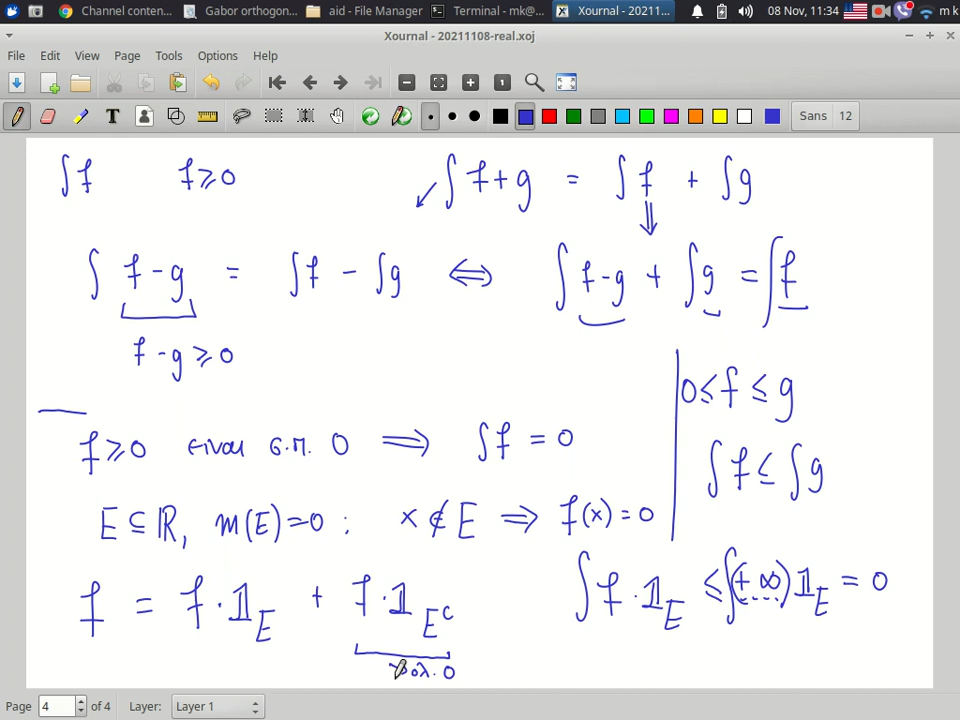 Channel conten...
Gabor orthogon...
aid - File Manager
Terminal - mk@...
Xournal - 20211...
08 Nov, 11:34
m k
Xournal - 20211108-real.xoj
File Edit View Page Tools Options Help
Sans 12
∫f f⩾0 ∫f+g = ∫f + ∫g
⇓
∫ f-g = ∫f - ∫g ⟺ ∫f-g + ∫g = ∫f
f-g ⩾ 0
0 ≤ f ≤ g
f⩾0 είναι σ.π. 0 ⟹ ∫f = 0
∫f ≤ ∫g
E ⊆ ℝ, m(E)=0 : x ∉ E ⟹ f(x) = 0
f = f·𝟙_E + f·𝟙_{E^c} ∫f·𝟙_E ≤ ∫(+∞)𝟙_E = 0
Page 4 of 4 Layer: Layer 1